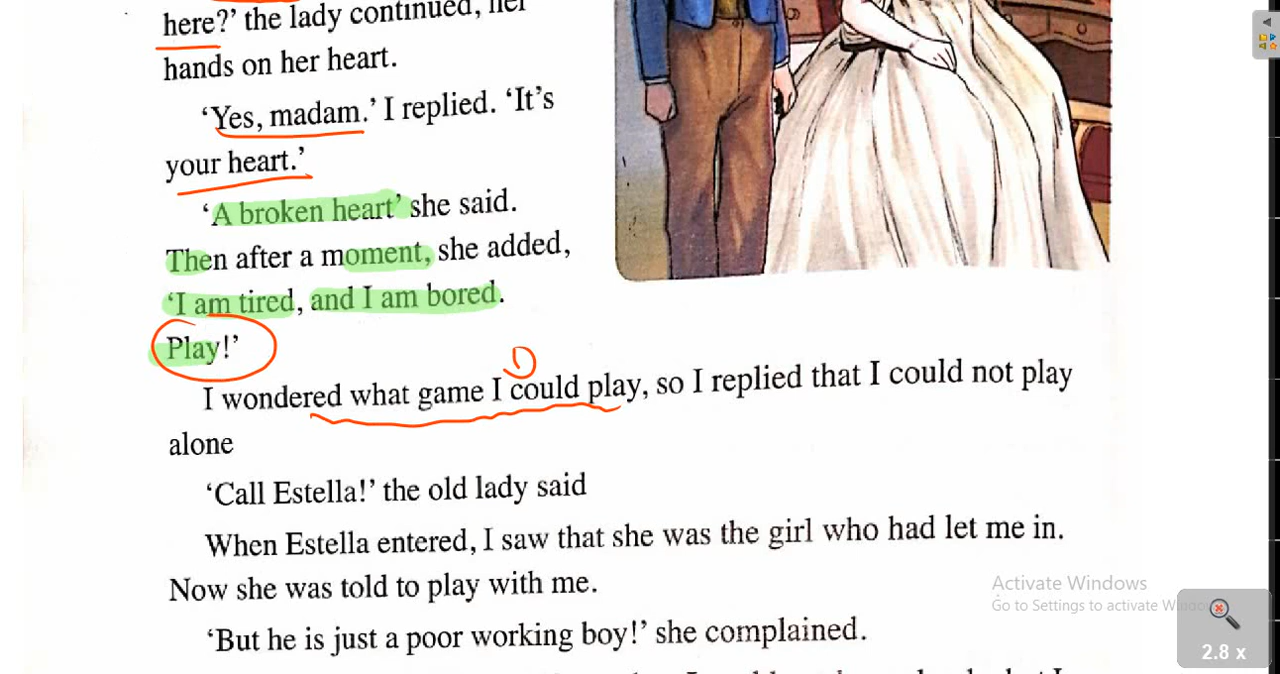 here?’ the lady continued, her
hands on her heart.
‘Yes, madam.’ I replied. ‘It’s
your heart.’
‘A broken heart’ she said.
Then after a moment, she added,
‘I am tired, and I am bored.
Play!’
I wondered what game I could play, so I replied that I could not play
alone
‘Call Estella!’ the old lady said
When Estella entered, I saw that she was the girl who had let me in.
Now she was told to play with me.
‘But he is just a poor working boy!’ she complained.
Activate Windows
Go to Settings to activate
2.8 x